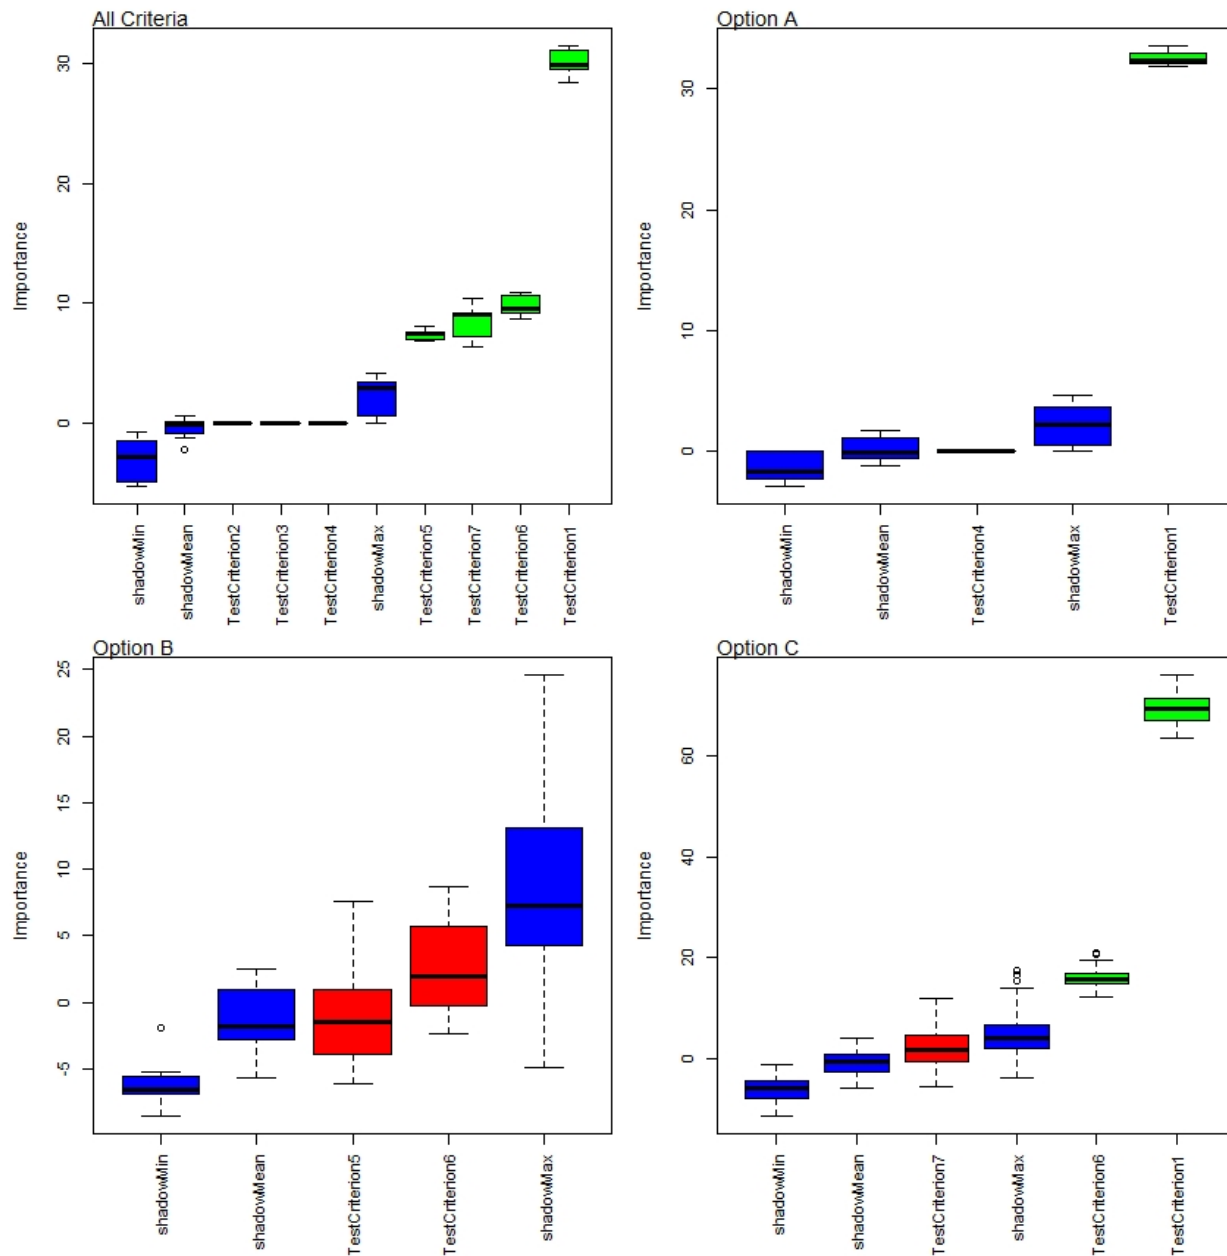 All Criteria
Importance
30
20
10
0
shadowMin
shadowMean
TestCriterion2
TestCriterion3
TestCriterion4
shadowMax
TestCriterion5
TestCriterion7
TestCriterion6
TestCriterion1
Option A
Importance
30
20
10
0
shadowMin
shadowMean
TestCriterion4
shadowMax
TestCriterion1
Option B
Importance
25
20
15
10
5
0
-5
shadowMin
shadowMean
TestCriterion5
TestCriterion6
shadowMax
Option C
Importance
60
40
20
0
shadowMin
shadowMean
TestCriterion7
shadowMax
TestCriterion6
TestCriterion1